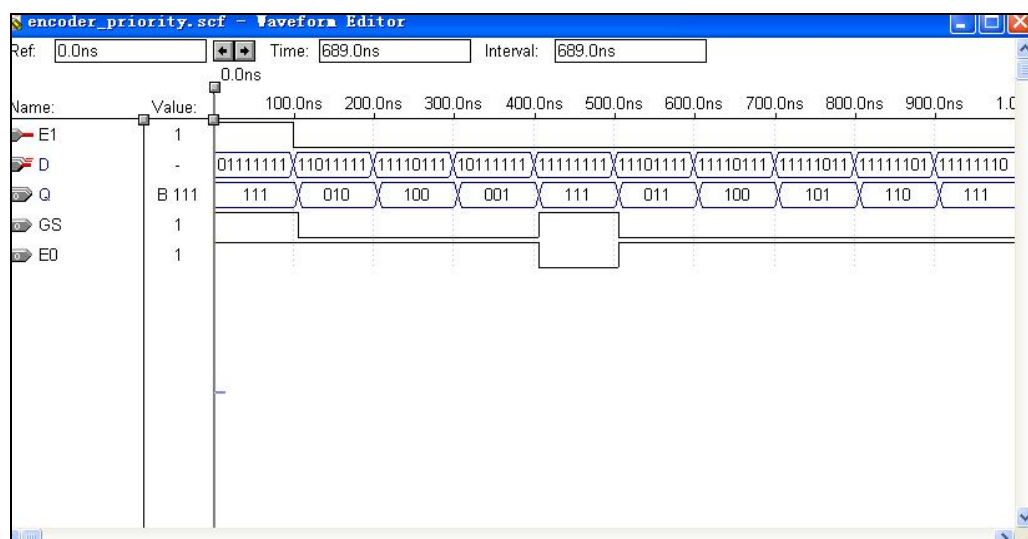 encoder_priority.scf - Waveform Editor
Ref: 0.0ns Time: 689.0ns Interval: 689.0ns
0.0ns
Name: Value: 100.0ns 200.0ns 300.0ns 400.0ns 500.0ns 600.0ns 700.0ns 800.0ns 900.0ns 1.0
E1 1
D - 01111111 11011111 11110111 10111111 11111111 11101111 11110111 11111011 11111101 11111110
Q B 111 111 010 100 001 111 011 100 101 110 111
GS 1
E0 1